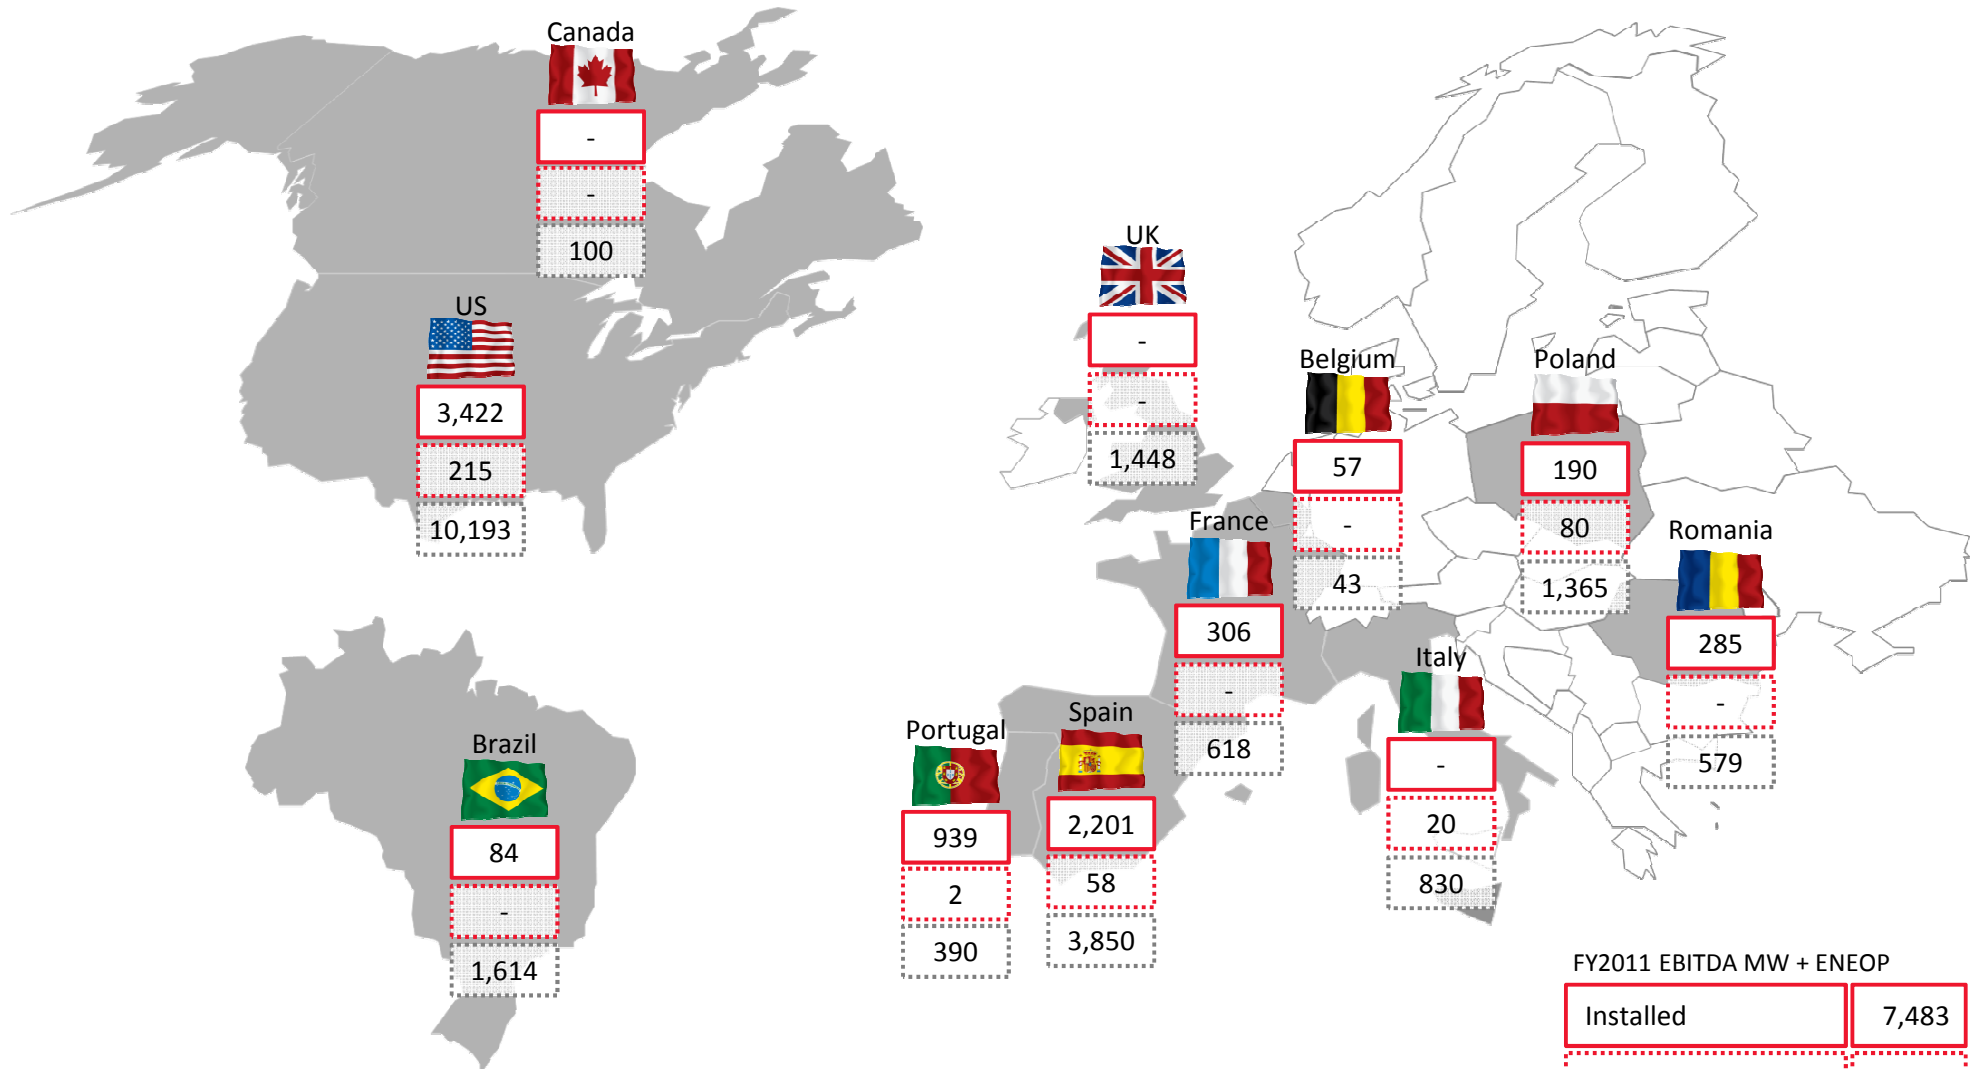 Canada
-
-
100
US
3,422
215
10,193
Brazil
84
-
1,614
UK
-
-
1,448
Belgium
57
-
43
Poland
190
80
1,365
France
306
-
618
Romania
285
-
579
Italy
-
20
830
Portugal
939
2
390
Spain
2,201
58
3,850
FY2011 EBITDA MW + ENEOP
Installed 7,483